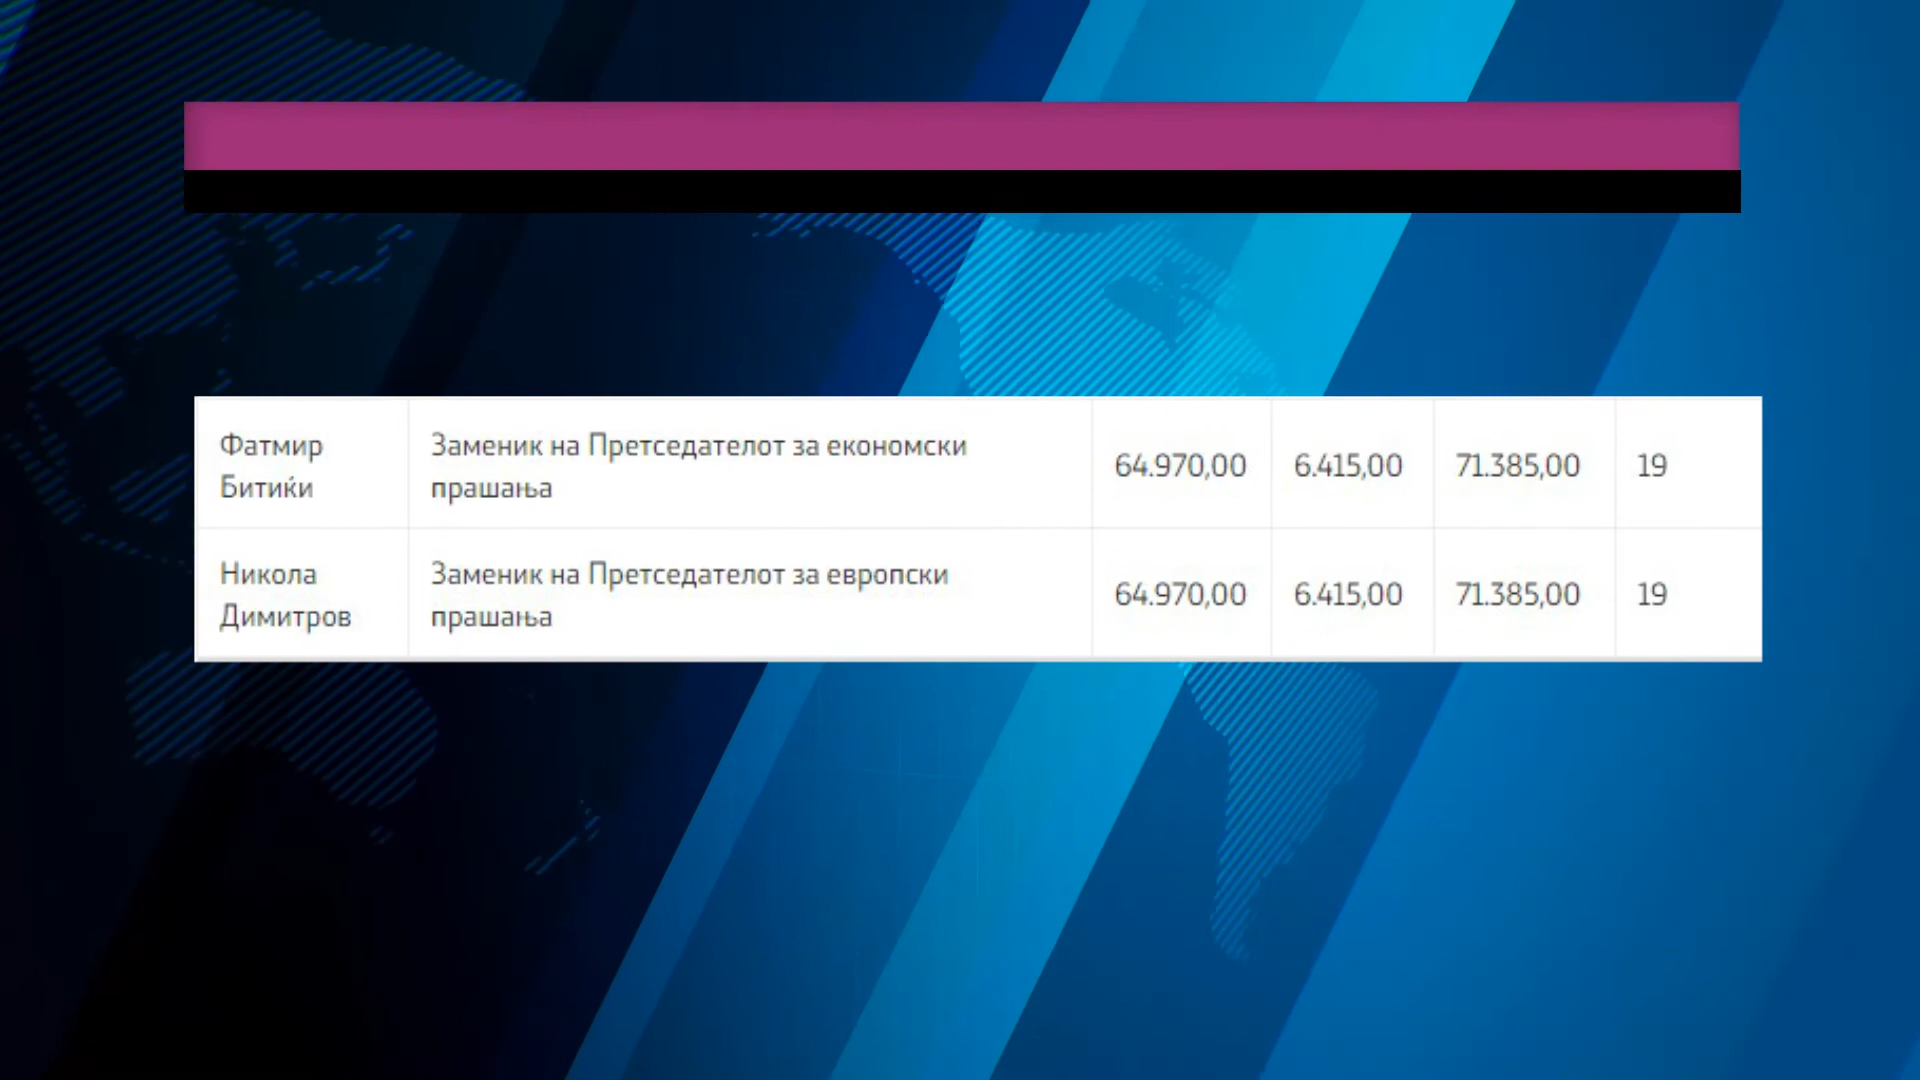 Фатмир
Битиќи
Заменик на Претседателот за економски
прашања
64.970,00
6.415,00
71.385,00
19
Никола
Димитров
Заменик на Претседателот за европски
прашања
64.970,00
6.415,00
71.385,00
19